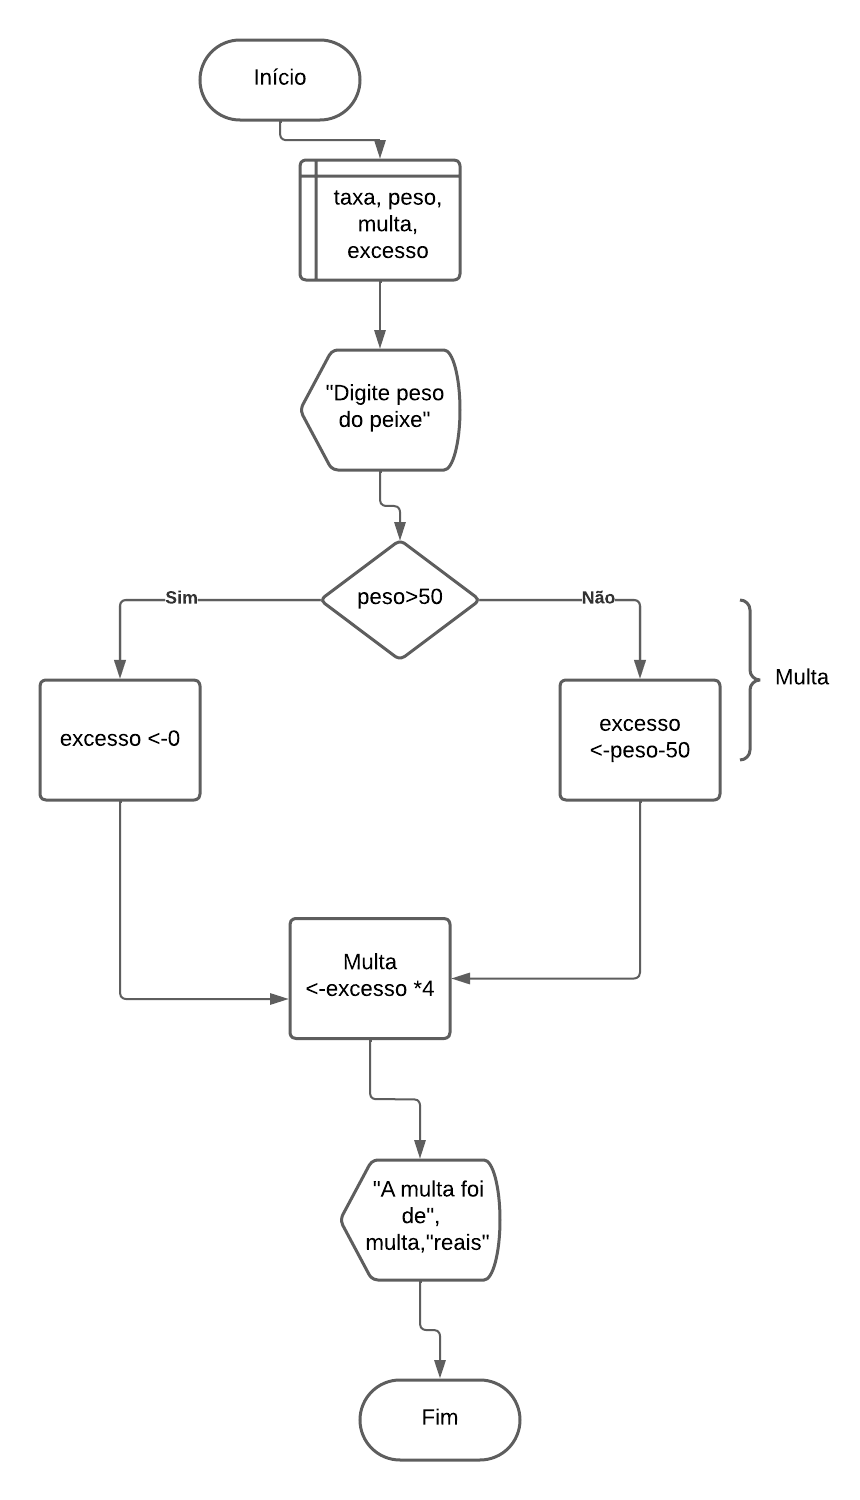 Início
taxa, peso,
multa,
excesso
"Digite peso
do peixe"
peso>50
Sim
Não
excesso <-0
excesso
<-peso-50
Multa
Multa
<-excesso *4
"A multa foi
de",
multa,"reais"
Fim